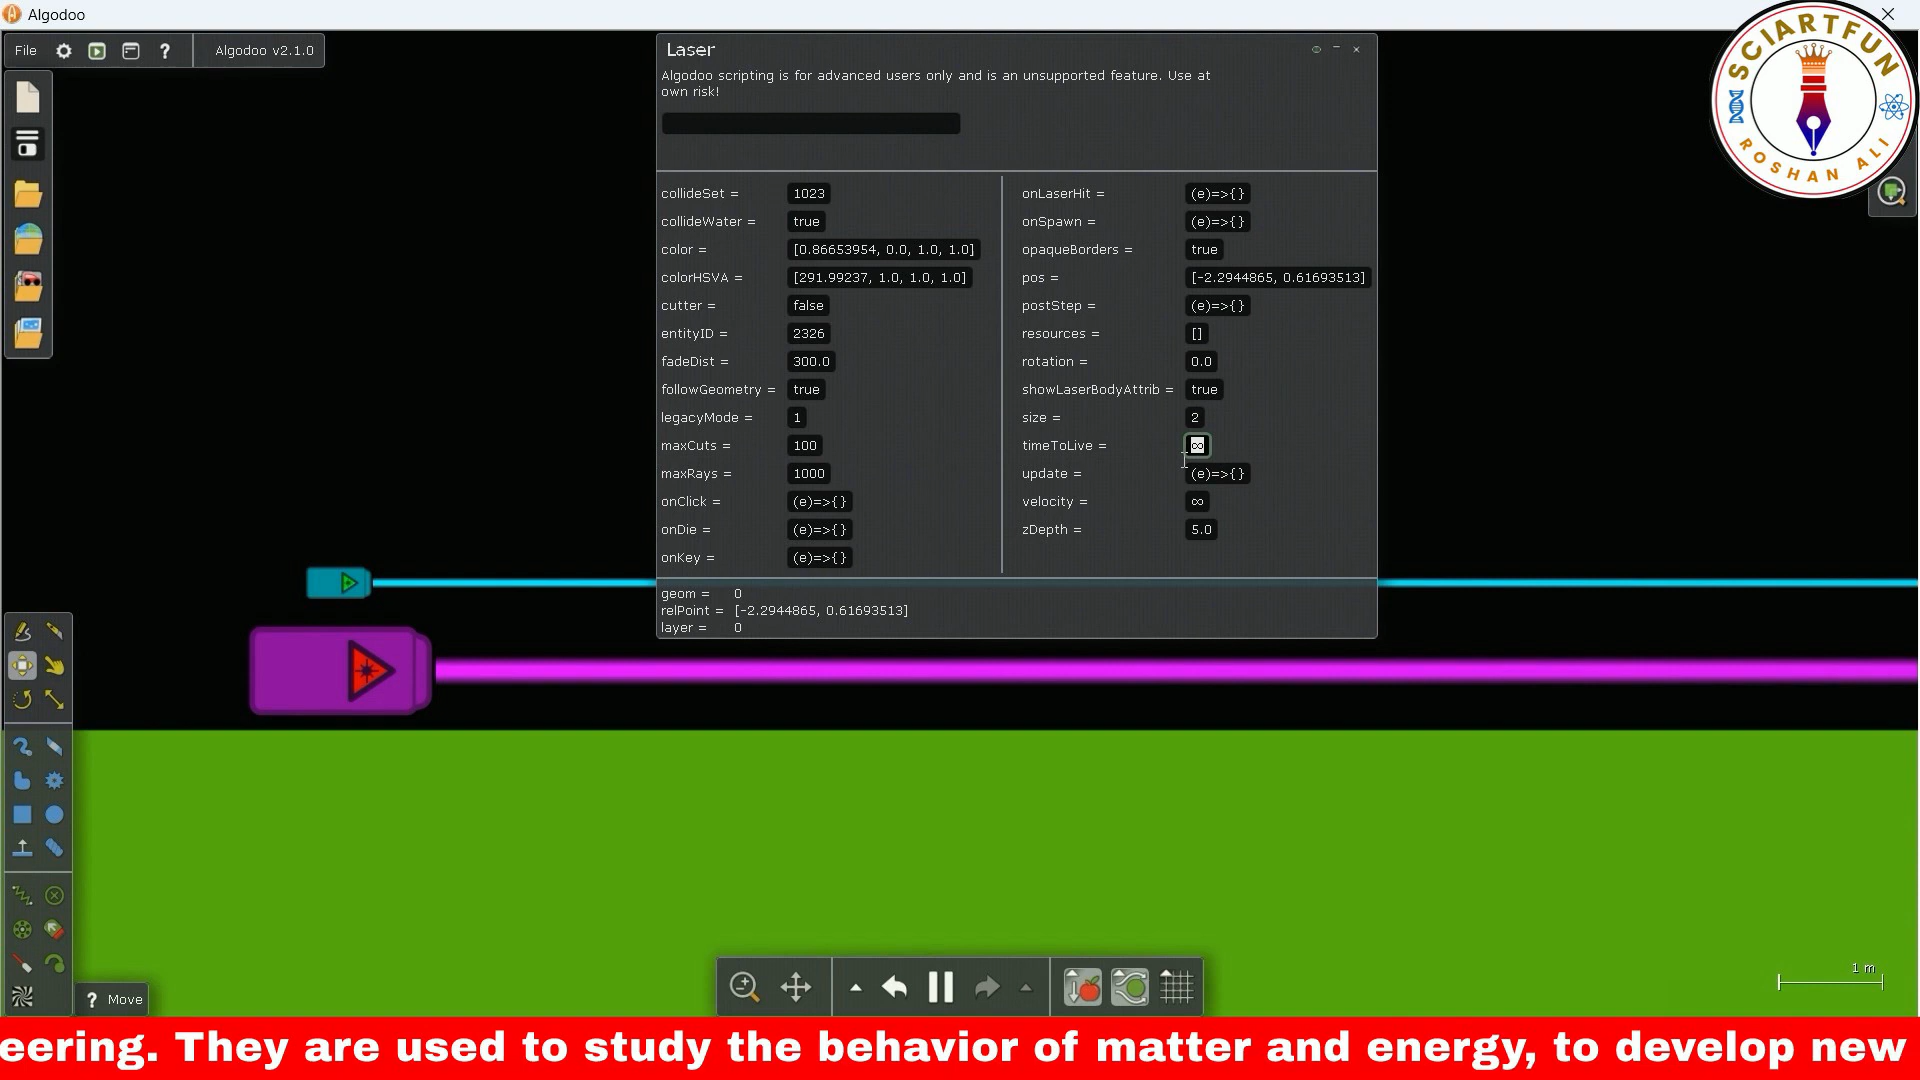 Algodoo
File
Algodoo v2.1.0
Laser
Algodoo scripting is for advanced users only and is an unsupported feature. Use at
own risk!
collideSet = 1023
collideWater = true
color = [0.86653954, 0.0, 1.0, 1.0]
colorHSVA = [291.99237, 1.0, 1.0, 1.0]
cutter = false
entityID = 2326
fadeDist = 300.0
followGeometry = true
legacyMode = 1
maxCuts = 100
maxRays = 1000
onClick = (e)=>{}
onDie = (e)=>{}
onKey = (e)=>{}
onLaserHit = (e)=>{}
onSpawn = (e)=>{}
opaqueBorders = true
pos = [-2.2944865, 0.61693513]
postStep = (e)=>{}
resources = []
rotation = 0.0
showLaserBodyAttrib = true
size = 2
timeToLive = ∞
update = (e)=>{}
velocity = ∞
zDepth = 5.0
geom = 0
relPoint = [-2.2944865, 0.61693513]
layer = 0
SCIARTFUN
ROSHAN ALI
1 m
? Move
eering. They are used to study the behavior of matter and energy, to develop new